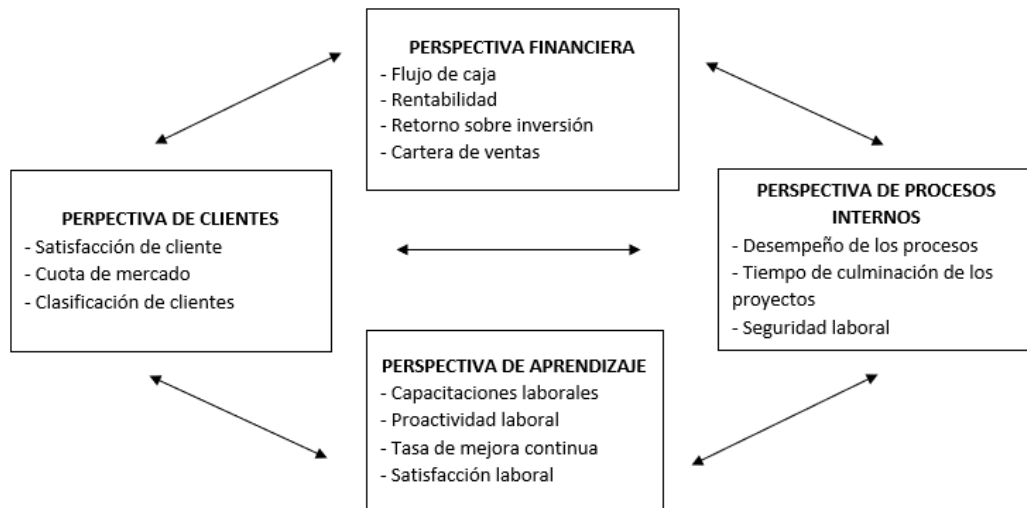 PERSPECTIVA FINANCIERA
- Flujo de caja
- Rentabilidad
- Retorno sobre inversión
- Cartera de ventas
PERPECTIVA DE CLIENTES
- Satisfacción de cliente
- Cuota de mercado
- Clasificación de clientes
PERSPECTIVA DE PROCESOS
INTERNOS
- Desempeño de los procesos
- Tiempo de culminación de los
proyectos
- Seguridad laboral
PERSPECTIVA DE APRENDIZAJE
- Capacitaciones laborales
- Proactividad laboral
- Tasa de mejora continua
- Satisfacción laboral